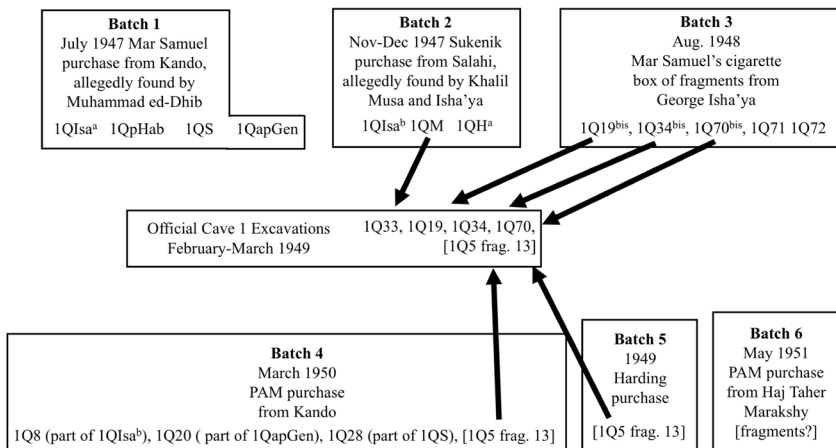 Batch 1
July 1947 Mar Samuel
purchase from Kando,
allegedly found by
Muhammad ed-Dhib
1QIsaᵃ 1QpHab 1QS 1QapGen
Batch 2
Nov-Dec 1947 Sukenik
purchase from Salahi,
allegedly found by Khalil
Musa and Isha’ya
1QIsaᵇ 1QM 1QHᵃ
Batch 3
Aug. 1948
Mar Samuel’s cigarette
box of fragments from
George Isha’ya
1Q19ᵇⁱˢ, 1Q34ᵇⁱˢ, 1Q70ᵇⁱˢ, 1Q71 1Q72
Official Cave 1 Excavations
February-March 1949
1Q33, 1Q19, 1Q34, 1Q70,
[1Q5 frag. 13]
Batch 4
March 1950
PAM purchase
from Kando
1Q8 (part of 1QIsaᵇ), 1Q20 ( part of 1QapGen), 1Q28 (part of 1QS), [1Q5 frag. 13]
Batch 5
1949
Harding
purchase
[1Q5 frag. 13]
Batch 6
May 1951
PAM purchase
from Haj Taher
Marakshy
[fragments?]